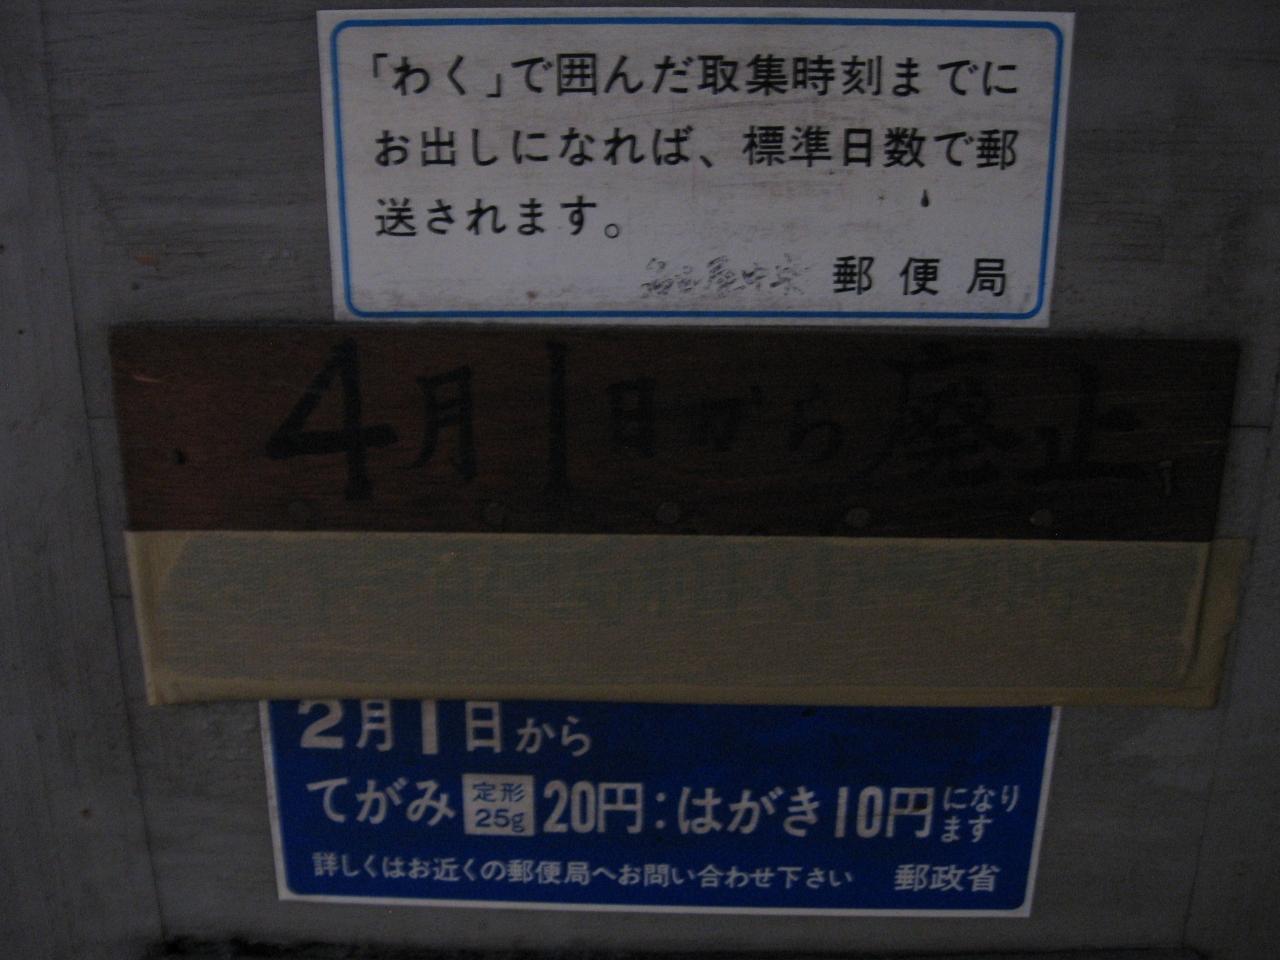 「わく」で囲んだ取集時刻までに
お出しになれば、標準日数で郵
送されます。
郵便局
4月1日から廃止
2月1日から
てがみ 定形25g 20円:はがき10円になります
詳しくはお近くの郵便局へお問い合わせ下さい 郵政省